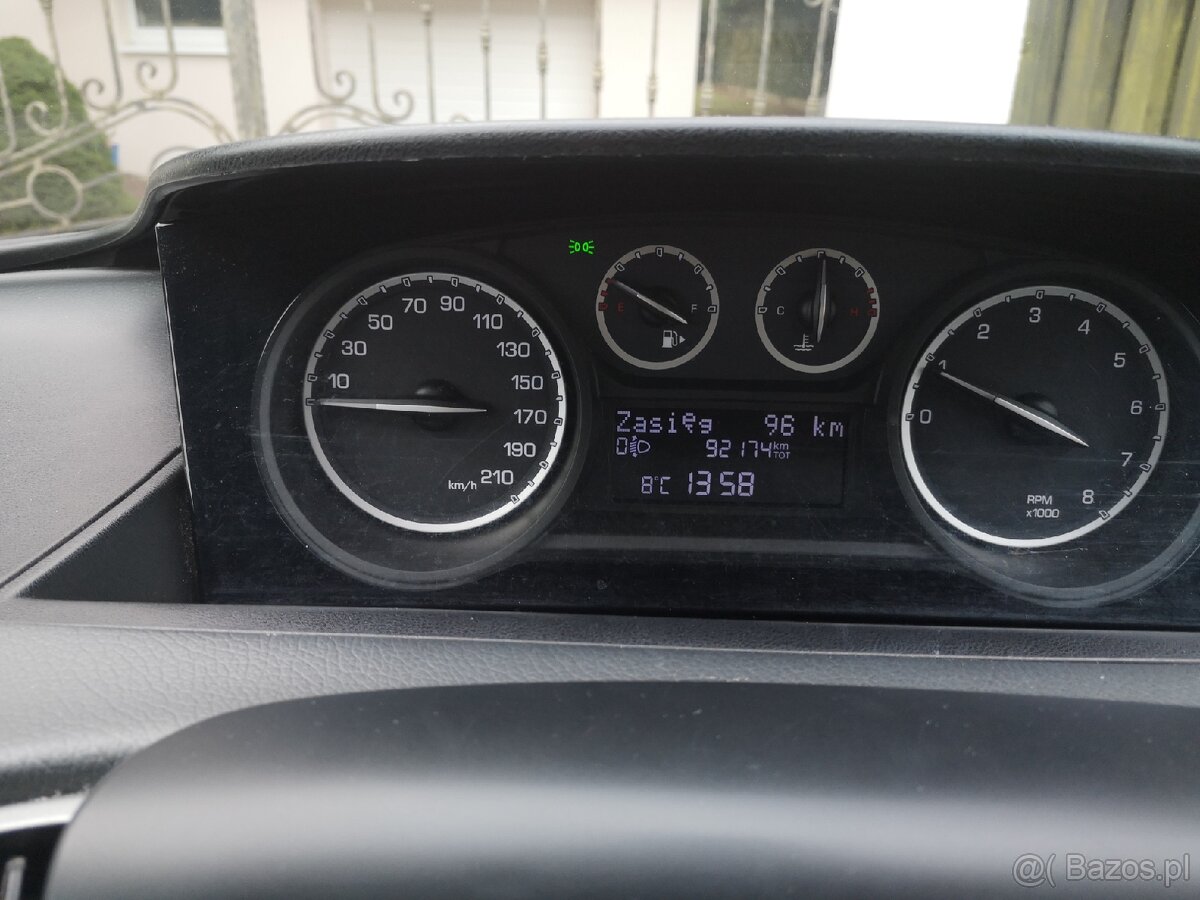 10 30 50 70 90 110 130 150 170 190 210
km/h
E F
C H
Zasięg 96 km
0 92174 km TOT
8°C 13 58
0 1 2 3 4 5 6 7 8
RPM
x1000
@( Bazos.pl